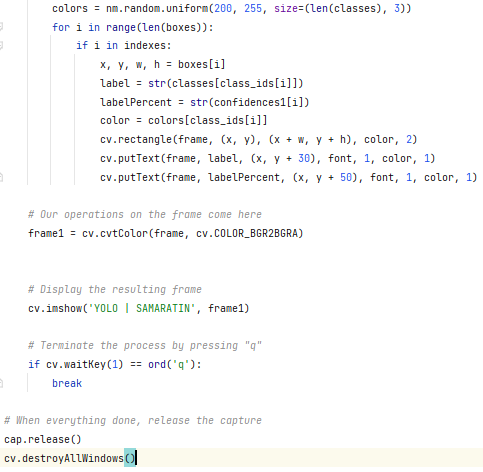 colors = nm.random.uniform(200, 255, size=(len(classes), 3))
for i in range(len(boxes)):
if i in indexes:
x, y, w, h = boxes[i]
label = str(classes[class_ids[i]])
labelPercent = str(confidences1[i])
color = colors[class_ids[i]]
cv.rectangle(frame, (x, y), (x + w, y + h), color, 2)
cv.putText(frame, label, (x, y + 30), font, 1, color, 1)
cv.putText(frame, labelPercent, (x, y + 50), font, 1, color, 1)
# Our operations on the frame come here
frame1 = cv.cvtColor(frame, cv.COLOR_BGR2BGRA)
# Display the resulting frame
cv.imshow('YOLO | SAMARATIN', frame1)
# Terminate the process by pressing "q"
if cv.waitKey(1) == ord('q'):
break
# When everything done, release the capture
cap.release()
cv.destroyAllWindows()